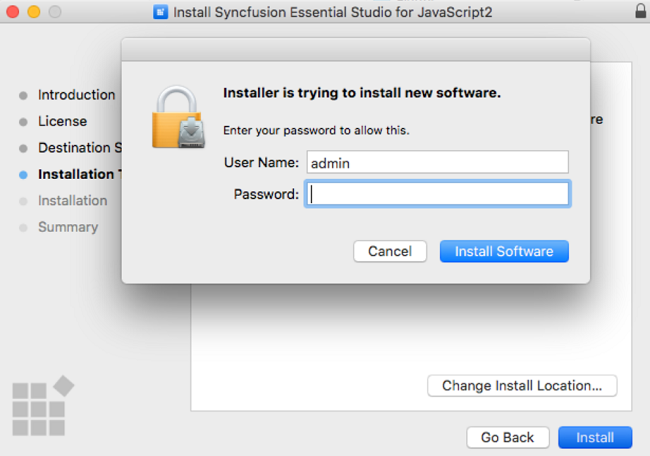 Install Syncfusion Essential Studio for JavaScript2
Installer is trying to install new software.
Enter your password to allow this.
User Name: admin
Password:
Cancel
Install Software
Introduction
License
Destination S
Installation T
Installation
Summary
re
Change Install Location...
Go Back
Install